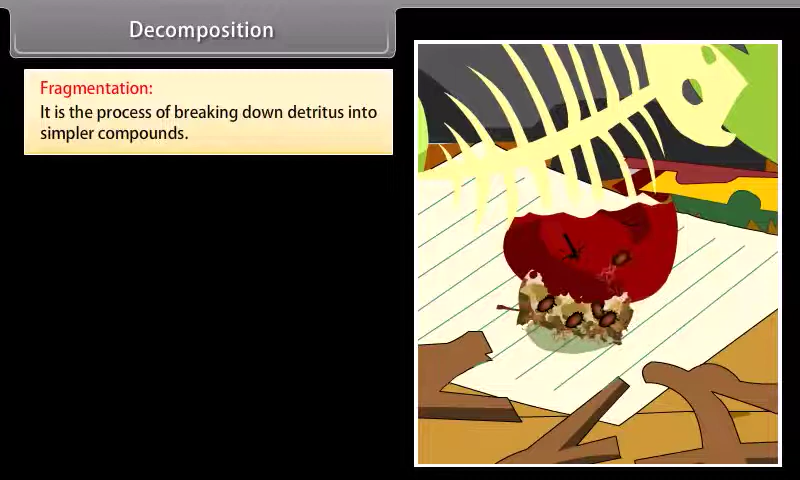 Decomposition
Fragmentation:
It is the process of breaking down detritus into
simpler compounds.